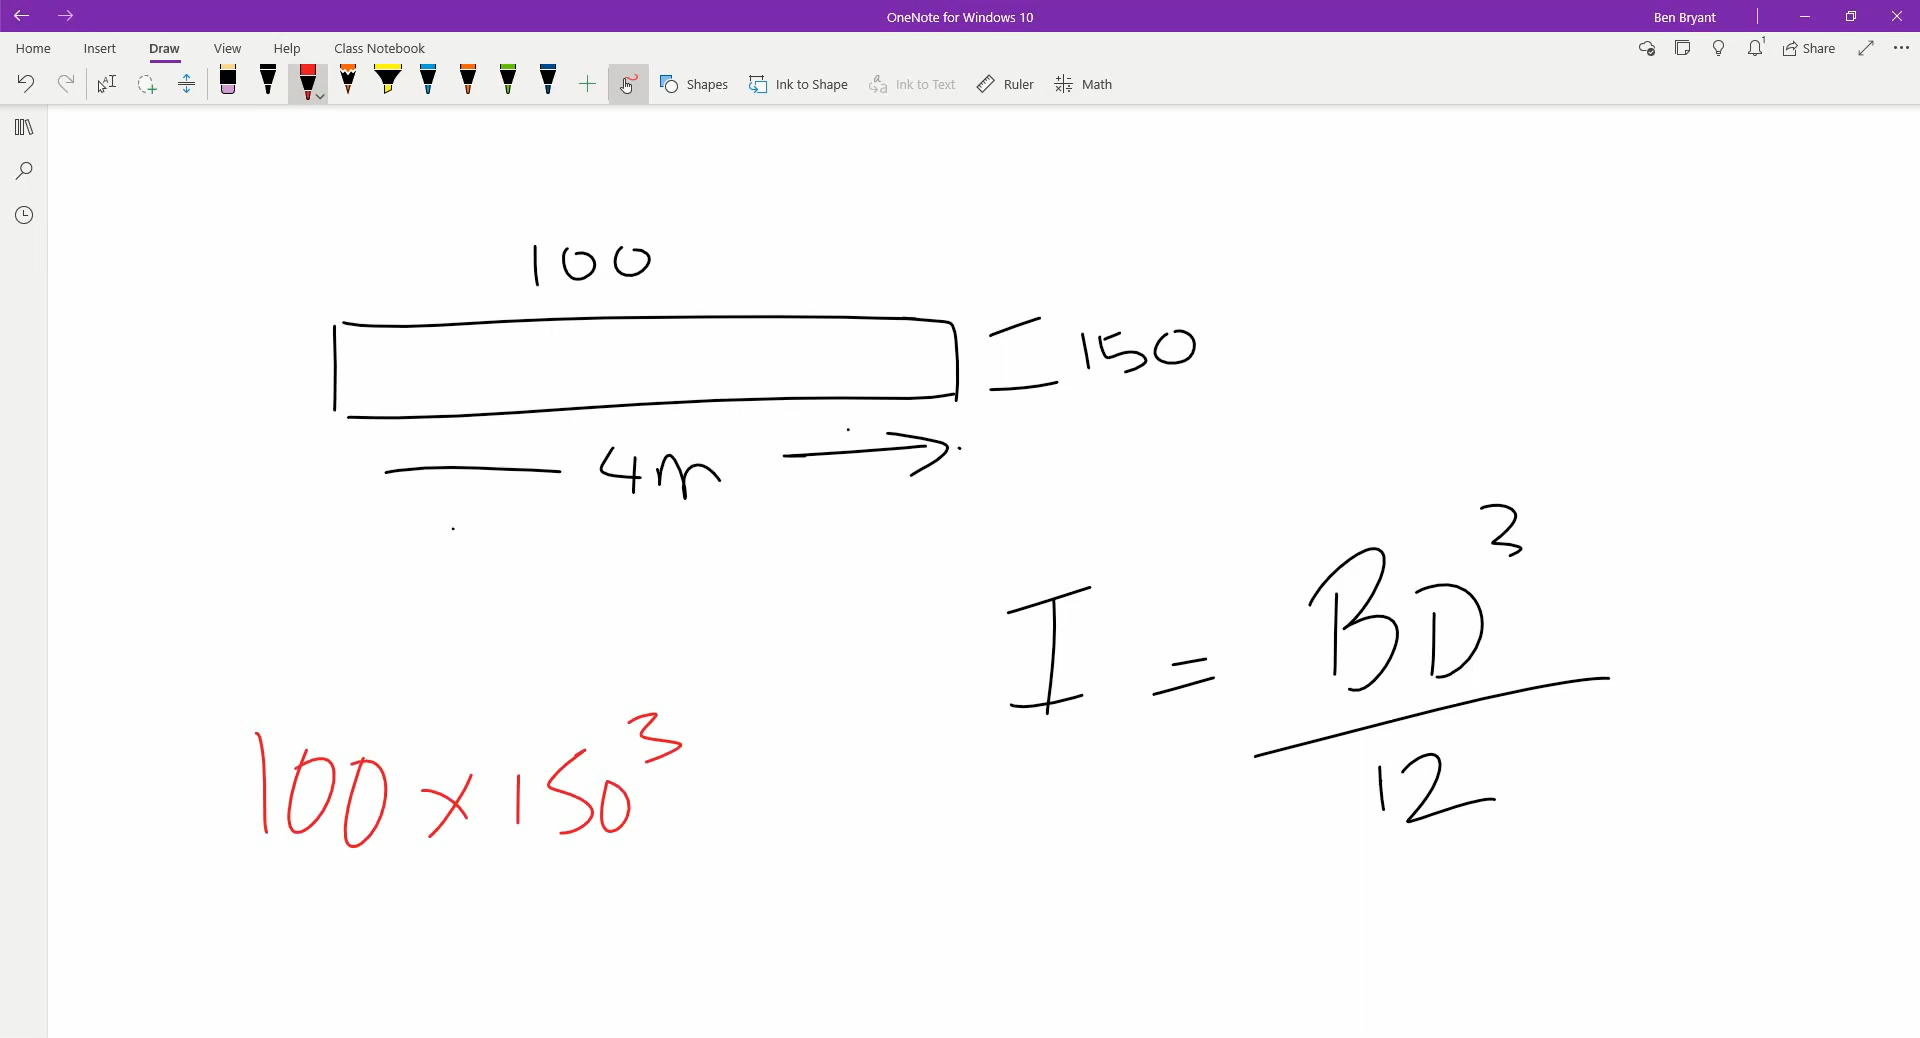 OneNote for Windows 10
Ben Bryant
Home Insert Draw View Help Class Notebook
1 Share
Shapes Ink to Shape Ink to Text Ruler Math
100
150
4m
I = BD³
12
100 × 150³